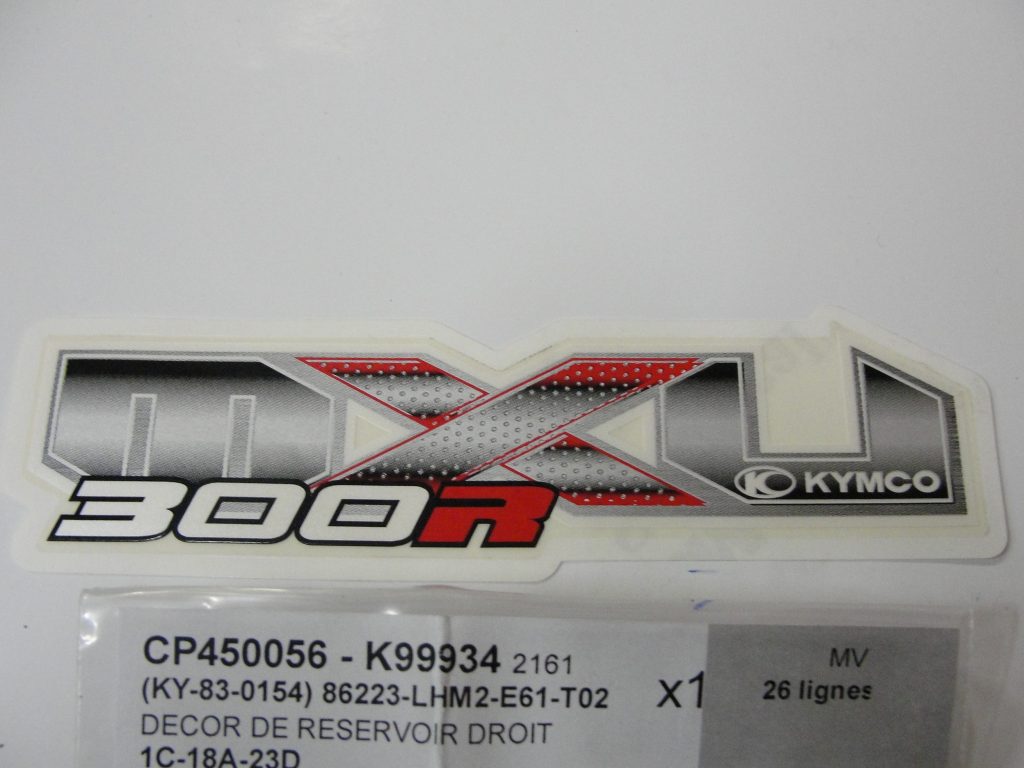 mXU
KYMCO
300R
CP450056 - K99934 2161
(KY-83-0154) 86223-LHM2-E61-T02
x1
DECOR DE RESERVOIR DROIT
1C-18A-23D
MV
26 lignes